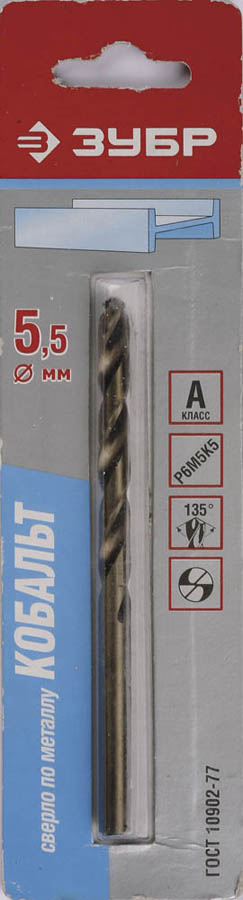 ЗУБР
5,5
Ø мм
А
КЛАСС
Р6М5К5
135°
сверло по металлу
КОБАЛЬТ
ГОСТ 10902-77